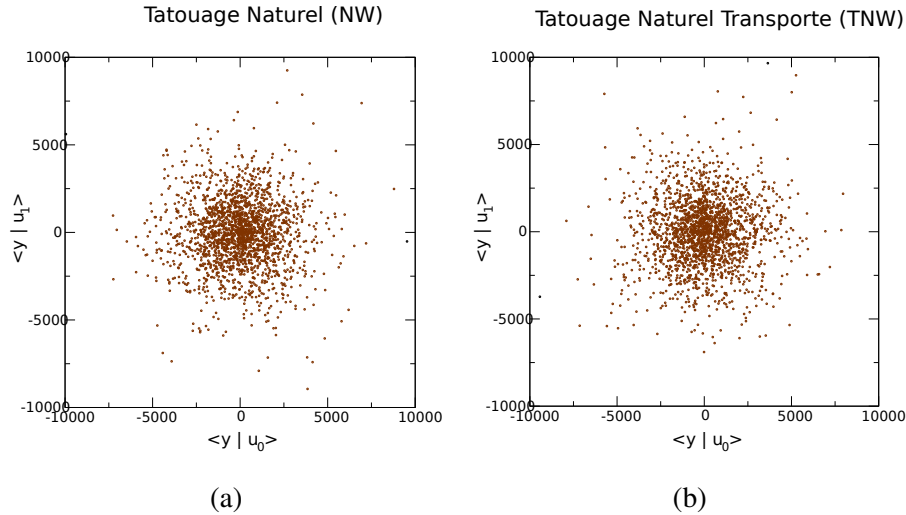 Tatouage Naturel (NW)
10000
5000
0
-5000
-10000
-10000 -5000 0 5000 10000
<y | u1>
<y | u0>
(a)
Tatouage Naturel Transporte (TNW)
10000
5000
0
-5000
-10000
-10000 -5000 0 5000 10000
<y | u1>
<y | u0>
(b)